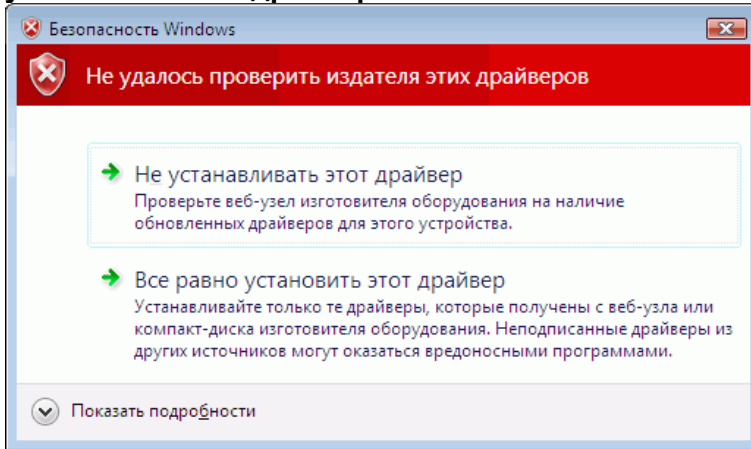 Безопасность Windows
Не удалось проверить издателя этих драйверов
Не устанавливать этот драйвер
Проверьте веб-узел изготовителя оборудования на наличие
обновленных драйверов для этого устройства.
Все равно установить этот драйвер
Устанавливайте только те драйверы, которые получены с веб-узла или
компакт-диска изготовителя оборудования. Неподписанные драйверы из
других источников могут оказаться вредоносными программами.
Показать подробности